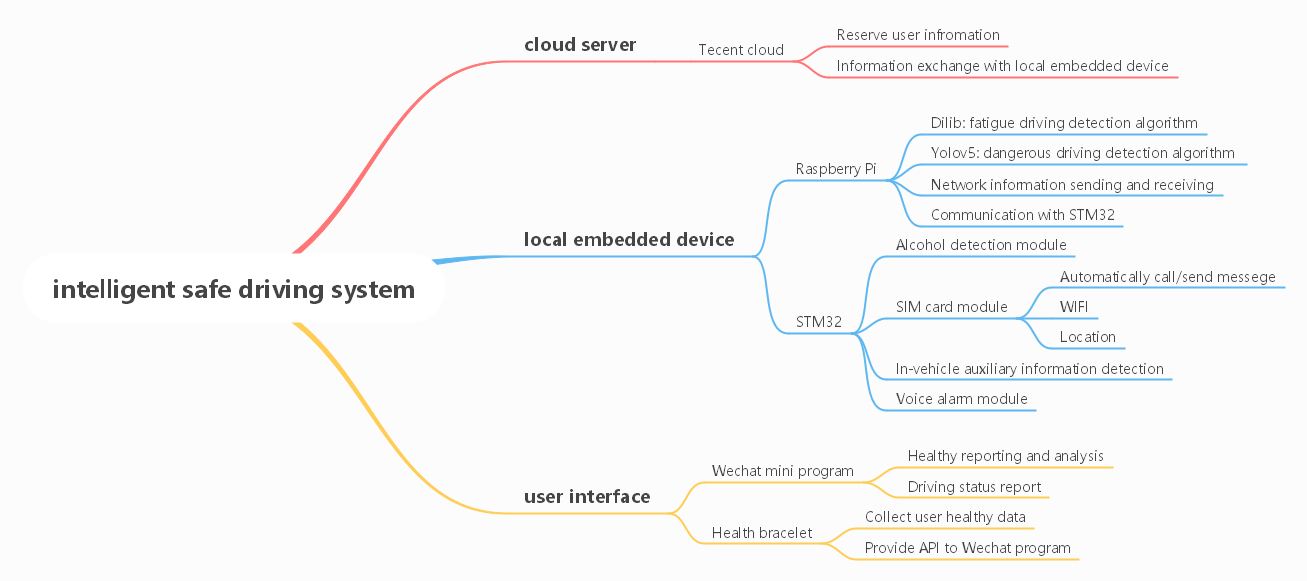 intelligent safe driving system
cloud server
Tecent cloud
Reserve user infromation
Information exchange with local embedded device
local embedded device
Raspberry Pi
Dilib: fatigue driving detection algorithm
Yolov5: dangerous driving detection algorithm
Network information sending and receiving
Communication with STM32
STM32
Alcohol detection module
SIM card module
Automatically call/send messege
WIFI
Location
In-vehicle auxiliary information detection
Voice alarm module
user interface
Wechat mini program
Healthy reporting and analysis
Driving status report
Health bracelet
Collect user healthy data
Provide API to Wechat program